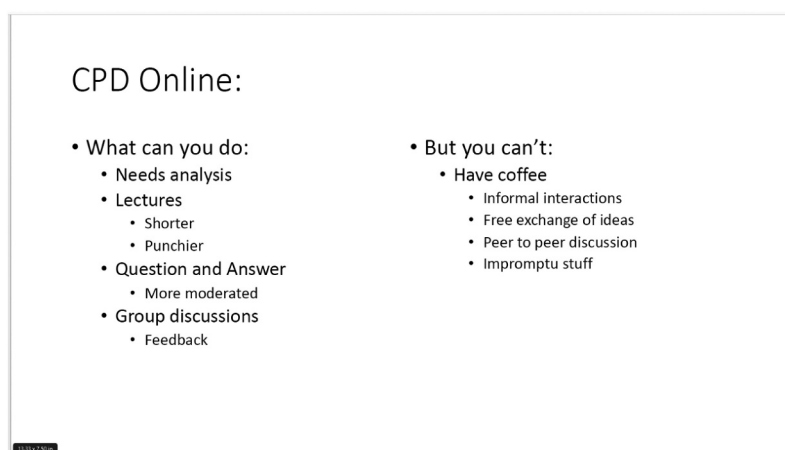 CPD Online:
• What can you do:
• Needs analysis
• Lectures
• Shorter
• Punchier
• Question and Answer
• More moderated
• Group discussions
• Feedback
• But you can't:
• Have coffee
• Informal interactions
• Free exchange of ideas
• Peer to peer discussion
• Impromptu stuff